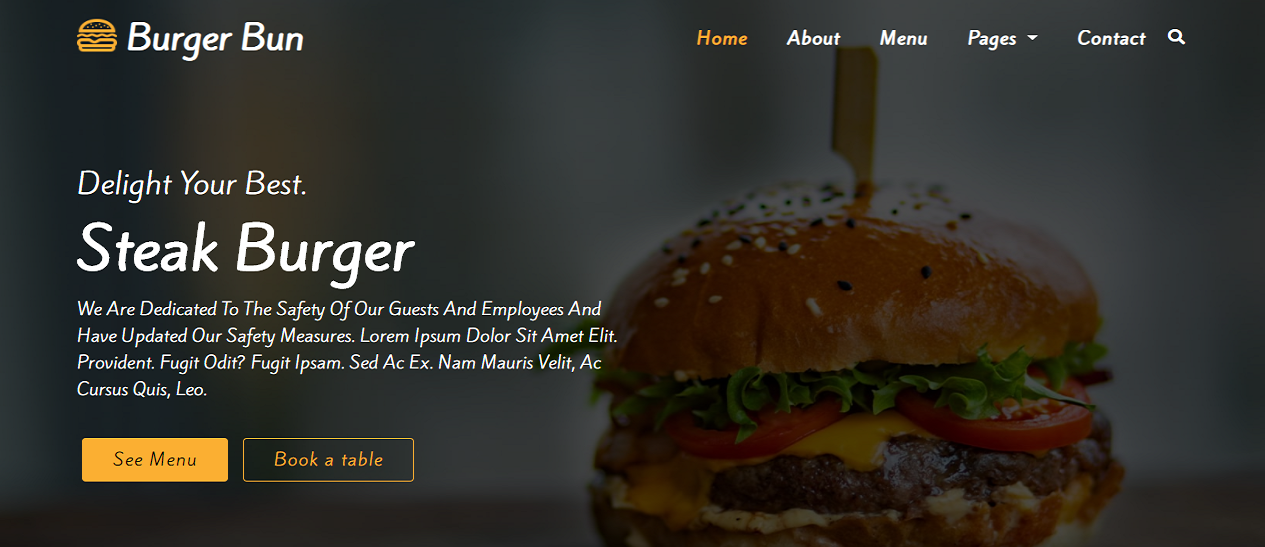 Burger Bun
Home About Menu Pages Contact
Delight Your Best.
Steak Burger
We Are Dedicated To The Safety Of Our Guests And Employees And
Have Updated Our Safety Measures. Lorem Ipsum Dolor Sit Amet Elit.
Provident. Fugit Odit? Fugit Ipsam. Sed Ac Ex. Nam Mauris Velit, Ac
Cursus Quis, Leo.
See Menu Book a table